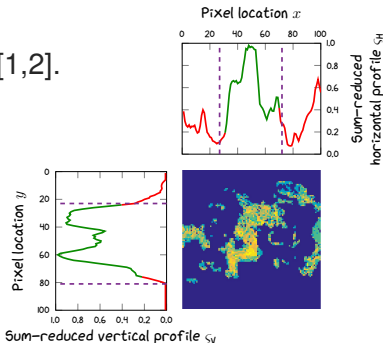 Pixel location x
0 20 40 60 80 100
[1,2].
1.0
0.8
0.6
0.4
0.2
0.0
Sum-reduced
horizontal profile ςH
0
20
40
60
80
100
Pixel location y
1.0 0.8 0.6 0.4 0.2 0.0
Sum-reduced vertical profile ςV